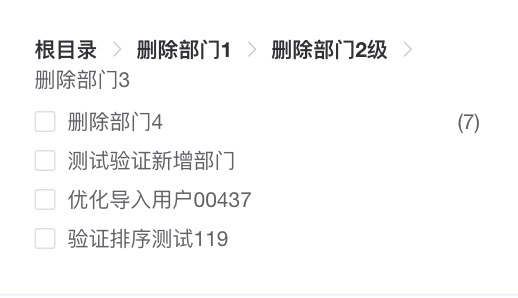 根目录 > 删除部门1 > 删除部门2级 >
删除部门3
删除部门4 (7)
测试验证新增部门
优化导入用户00437
验证排序测试119